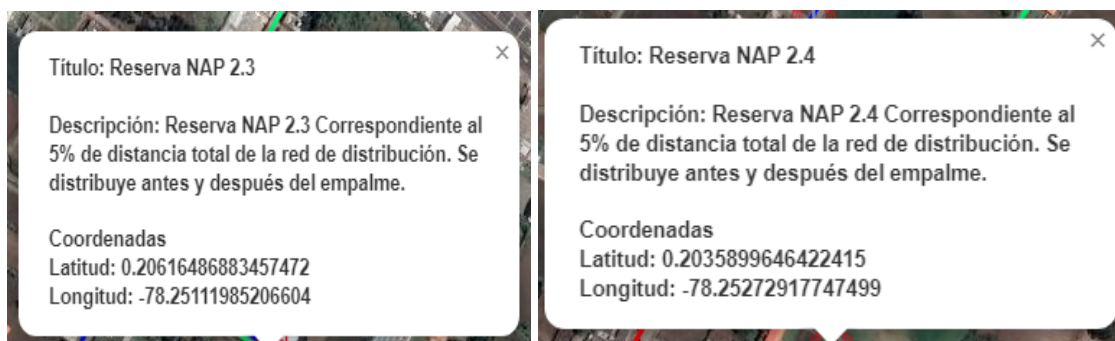 ×
Título: Reserva NAP 2.3
Descripción: Reserva NAP 2.3 Correspondiente al
5% de distancia total de la red de distribución. Se
distribuye antes y después del empalme.
Coordenadas
Latitud: 0.20616486883457472
Longitud: -78.25111985206604
×
Título: Reserva NAP 2.4
Descripción: Reserva NAP 2.4 Correspondiente al
5% de distancia total de la red de distribución. Se
distribuye antes y después del empalme.
Coordenadas
Latitud: 0.2035899646422415
Longitud: -78.25272917747499